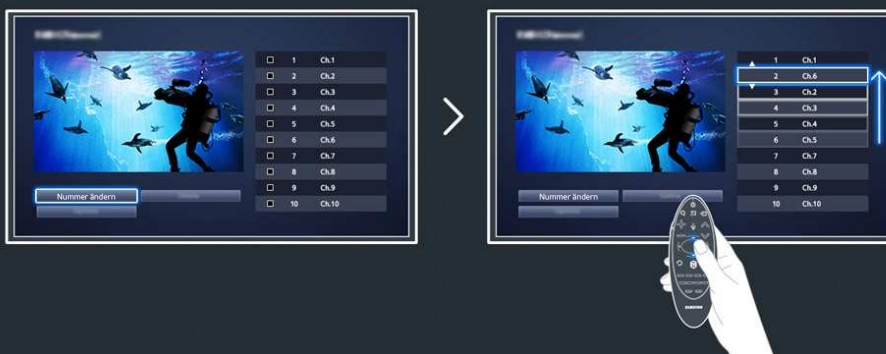 1 Ch.1
2 Ch.2
3 Ch.3
4 Ch.4
5 Ch.5
6 Ch.6
7 Ch.7
8 Ch.8
9 Ch.9
10 Ch.10
Nummer ändern
1 Ch.1
2 Ch.6
3 Ch.2
4 Ch.3
5 Ch.4
6 Ch.5
7 Ch.7
8 Ch.8
9 Ch.9
10 Ch.10
Nummer ändern
SAMSUNG